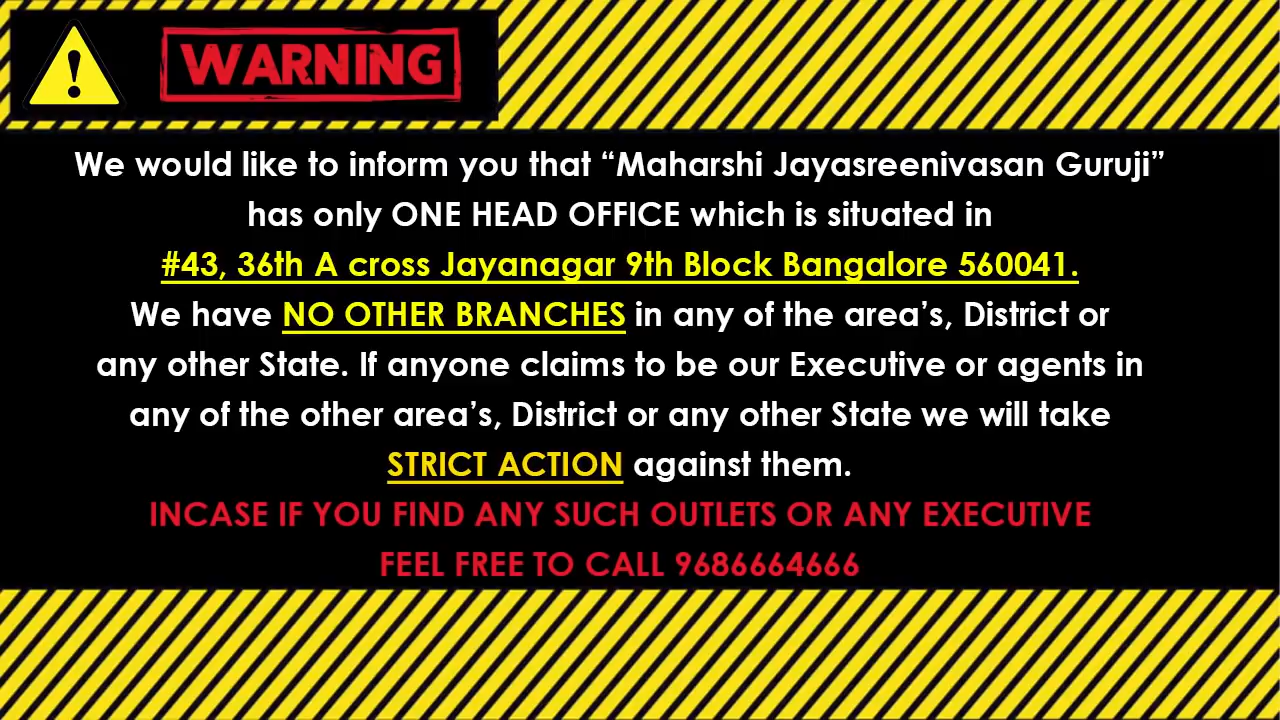 WARNING
We would like to inform you that “Maharshi Jayasreenivasan Guruji”
has only ONE HEAD OFFICE which is situated in
#43, 36th A cross Jayanagar 9th Block Bangalore 560041.
We have NO OTHER BRANCHES in any of the area’s, District or
any other State. If anyone claims to be our Executive or agents in
any of the other area’s, District or any other State we will take
STRICT ACTION against them.
INCASE IF YOU FIND ANY SUCH OUTLETS OR ANY EXECUTIVE
FEEL FREE TO CALL 9686664666